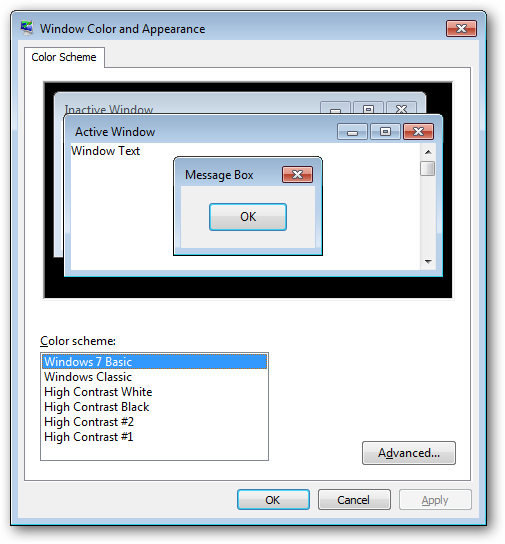 Window Color and Appearance
Color Scheme
Inactive Window
Active Window
Window Text
Message Box
OK
Color scheme:
Windows 7 Basic
Windows Classic
High Contrast White
High Contrast Black
High Contrast #2
High Contrast #1
Advanced...
OK Cancel Apply